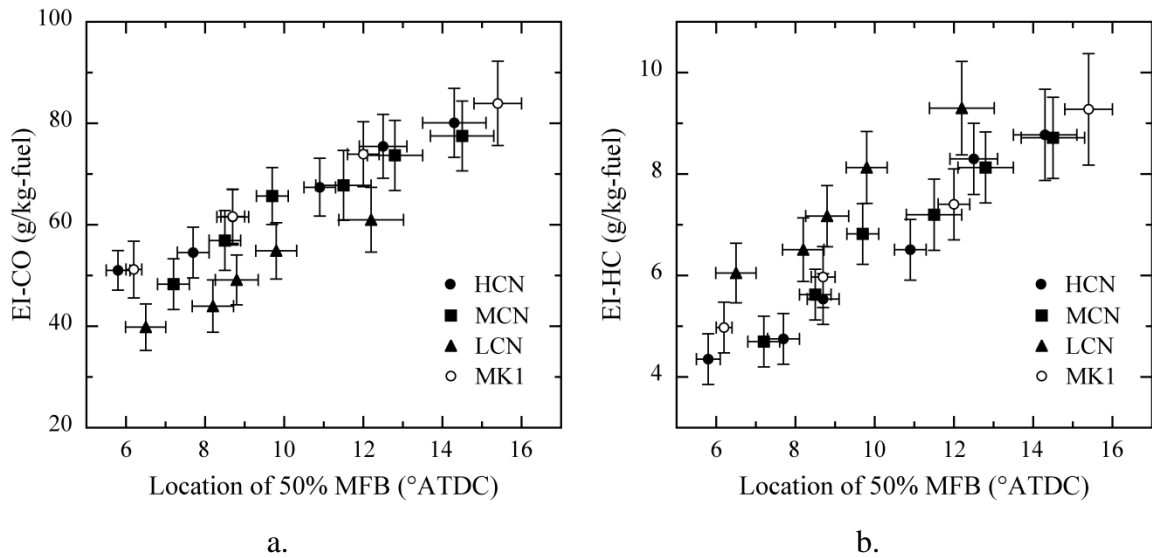 100
80
60
40
20
EI-CO (g/kg-fuel)
HCN
MCN
LCN
MK1
6 8 10 12 14 16
Location of 50% MFB (°ATDC)
a.
10
8
6
4
EI-HC (g/kg-fuel)
HCN
MCN
LCN
MK1
6 8 10 12 14 16
Location of 50% MFB (°ATDC)
b.